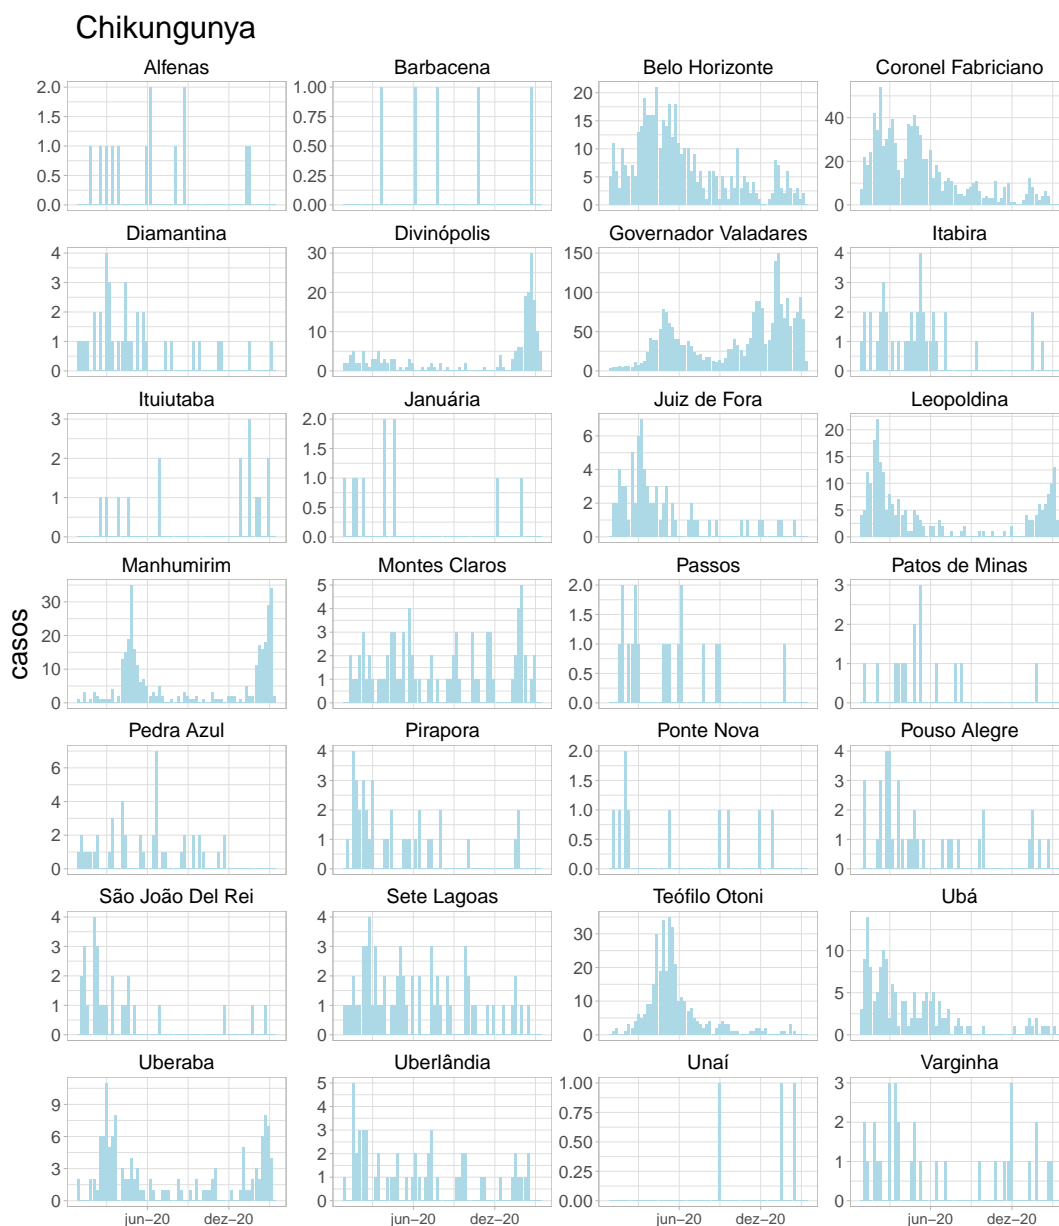 Chikungunya
Alfenas Barbacena Belo Horizonte Coronel Fabriciano
2.0 1.5 1.0 0.5 0.0
1.00 0.75 0.50 0.25 0.00
20 15 10 5 0
40 20 0
Diamantina Divinópolis Governador Valadares Itabira
4 3 2 1 0
30 20 10 0
150 100 50 0
4 3 2 1 0
Ituiutaba Januária Juiz de Fora Leopoldina
3 2 1 0
2.0 1.5 1.0 0.5 0.0
6 4 2 0
20 15 10 5 0
Manhumirim Montes Claros Passos Patos de Minas
30 20 10 0
5 4 3 2 1 0
2.0 1.5 1.0 0.5 0.0
3 2 1 0
casos
Pedra Azul Pirapora Ponte Nova Pouso Alegre
6 4 2 0
4 3 2 1 0
2.0 1.5 1.0 0.5 0.0
4 3 2 1 0
São João Del Rei Sete Lagoas Teófilo Otoni Ubá
4 3 2 1 0
4 3 2 1 0
30 20 10 0
10 5 0
Uberaba Uberlândia Unaí Varginha
9 6 3 0
5 4 3 2 1 0
1.00 0.75 0.50 0.25 0.00
3 2 1 0
jun–20 dez–20 jun–20 dez–20 jun–20 dez–20 jun–20 dez–20